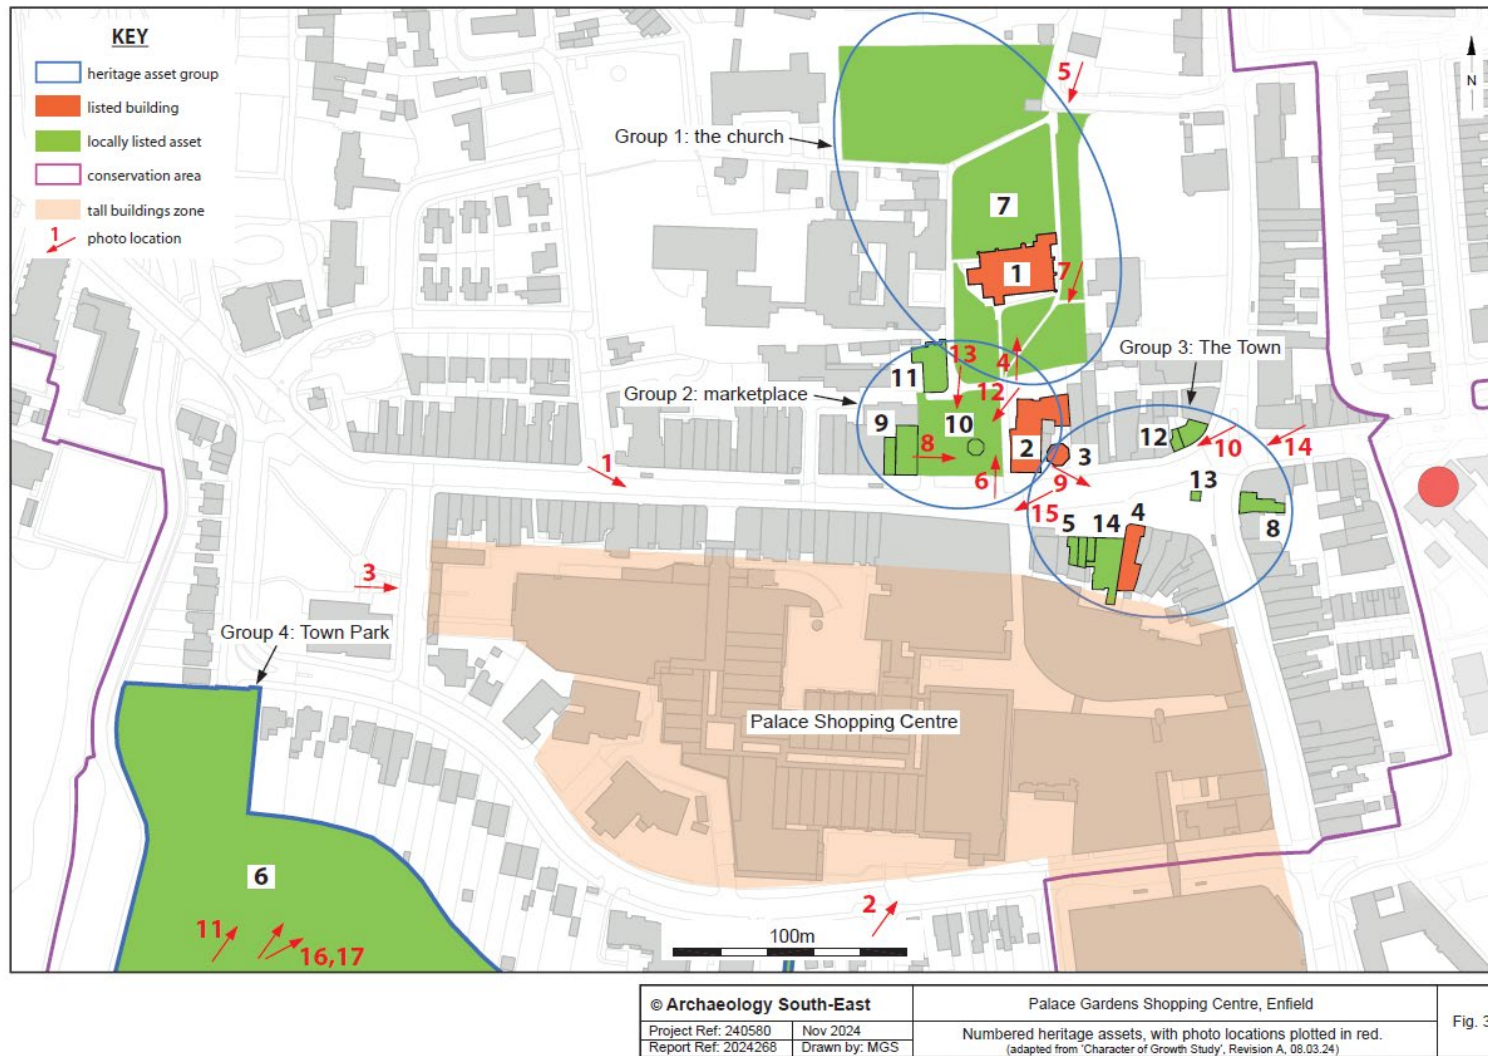 KEY
heritage asset group
listed building
locally listed asset
conservation area
tall buildings zone
1 photo location
N
5
Group 1: the church
7
1
7
Group 3: The Town
4
13
11
12
Group 2: marketplace
9
10
8
2
3
12
10
14
6
9
15
13
1
5
14
4
8
3
Group 4: Town Park
Palace Shopping Centre
6
11
16,17
2
100m
© Archaeology South-East
Project Ref: 240580
Nov 2024
Report Ref: 2024268
Drawn by: MGS
Palace Gardens Shopping Centre, Enfield
Numbered heritage assets, with photo locations plotted in red.
(adapted from 'Character of Growth Study', Revision A, 08.03.24)
Fig. 3